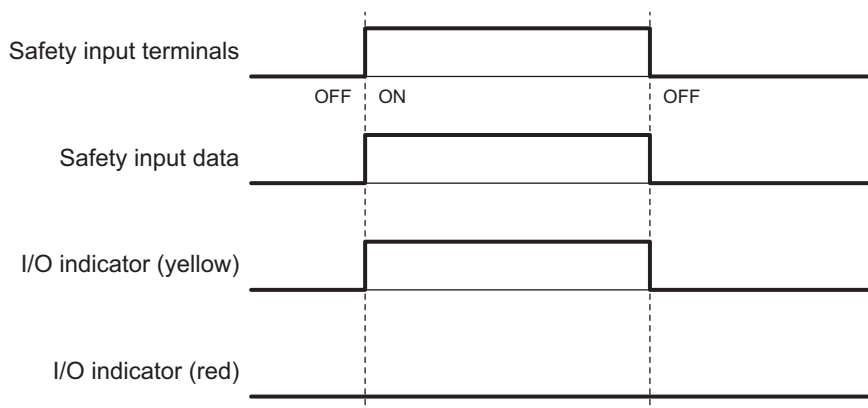 Safety input terminals
OFF ON OFF
Safety input data
I/O indicator (yellow)
I/O indicator (red)